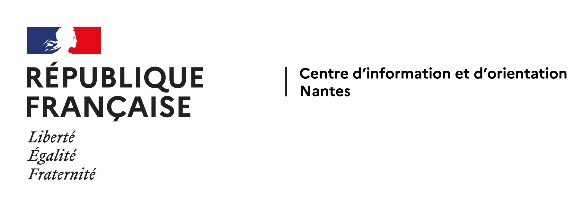 RÉPUBLIQUE
FRANÇAISE
Liberté
Égalité
Fraternité
Centre d'information et d'orientation
Nantes